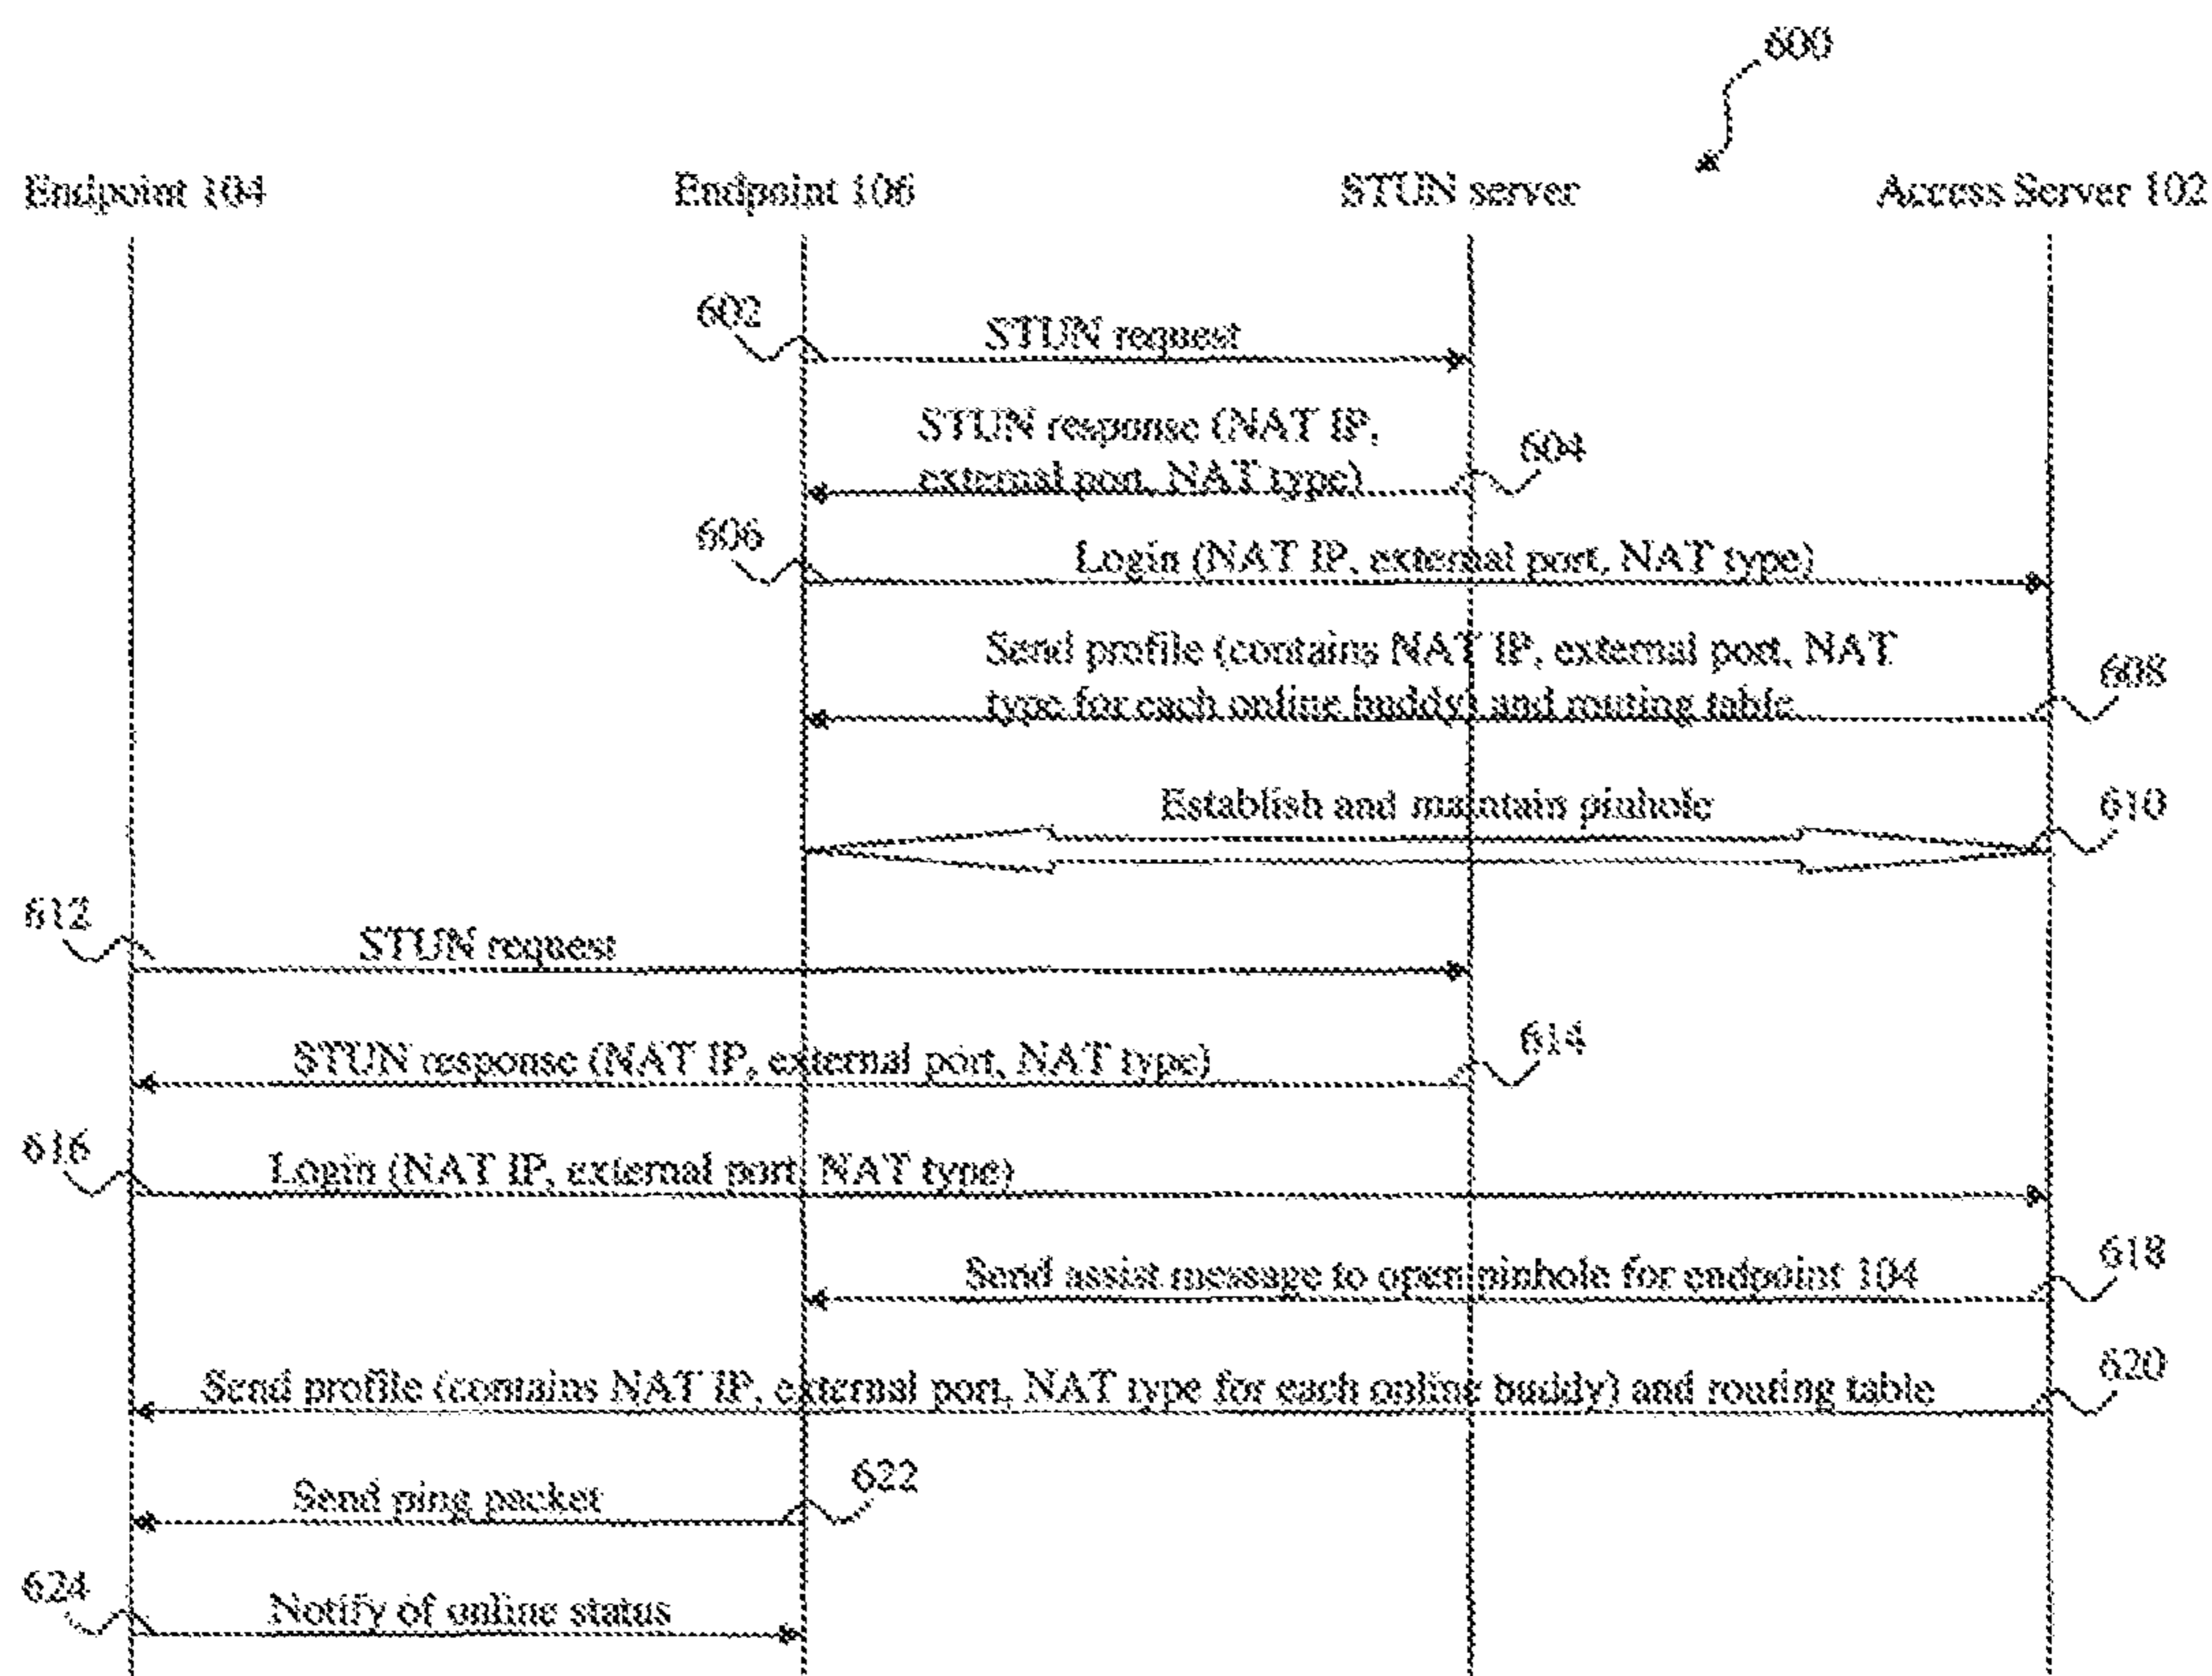 600
Endpoint 104
Endpoint 106
STUN server
Access Server 102
602
STUN request
STUN response (NAT IP,
external port, NAT type)
604
606
Login (NAT IP, external port, NAT type)
Send profile (contains NAT IP, external port, NAT
type for each online buddy) and routing table
608
Establish and maintain pinhole
610
612
STUN request
STUN response (NAT IP, external port, NAT type)
614
616
Login (NAT IP, external port, NAT type)
Send assist message to open pinhole for endpoint 104
618
Send profile (contains NAT IP, external port, NAT type for each online buddy) and routing table
620
Send ping packet
622
624
Notify of online status